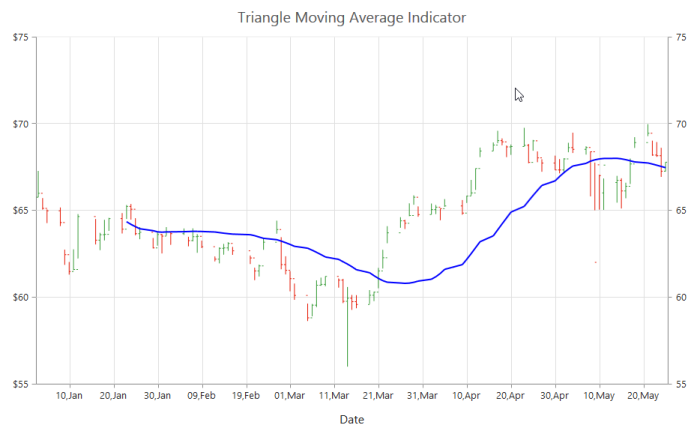 Triangle Moving Average Indicator
$75 75
$70 70
$65 65
$60 60
$55 55
10,Jan 20,Jan 30,Jan 09,Feb 19,Feb 01,Mar 11,Mar 21,Mar 31,Mar 10,Apr 20,Apr 30,Apr 10,May 20,May
Date